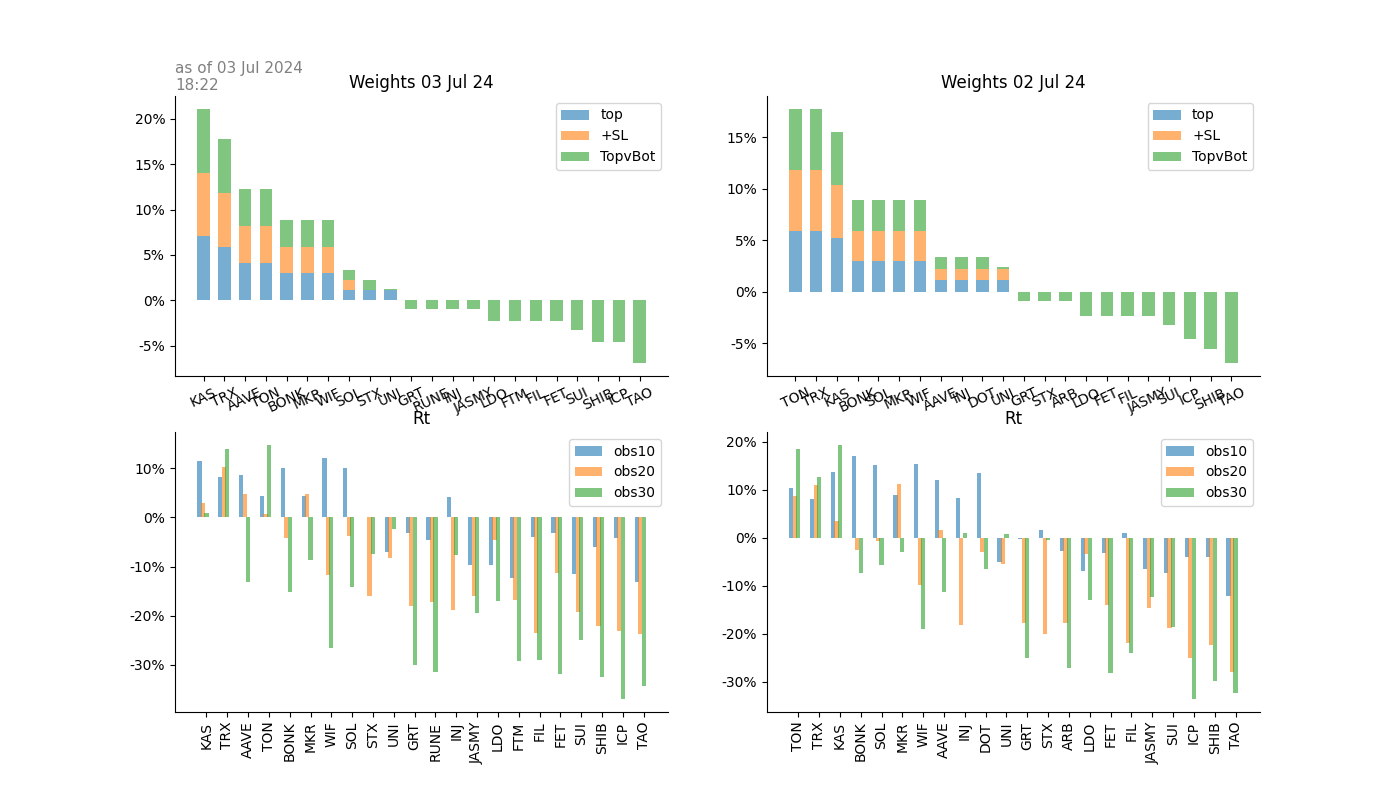 as of 03 Jul 2024
18:22
Weights 03 Jul 24
20%
15%
10%
5%
0%
-5%
top
+SL
TopvBot
KAS TRX AAVE TON BONK MKR WIF SOL STX UNI GRT RUNE INJ JASMY LDO FTM FIL FET SUI SHIB ICP TAO
Weights 02 Jul 24
15%
10%
5%
0%
-5%
top
+SL
TopvBot
TON TRX KAS BONK SOL MKR WIF AAVE INJ DOT UNI GRT STX ARB LDO FET FIL JASMY SUI ICP SHIB TAO
Rt
10%
0%
-10%
-20%
-30%
obs10
obs20
obs30
KAS TRX AAVE TON BONK MKR WIF SOL STX UNI GRT RUNE INJ JASMY LDO FTM FIL FET SUI SHIB ICP TAO
Rt
20%
10%
0%
-10%
-20%
-30%
obs10
obs20
obs30
TON TRX KAS BONK SOL MKR WIF AAVE INJ DOT UNI GRT STX ARB LDO FET FIL JASMY SUI ICP SHIB TAO